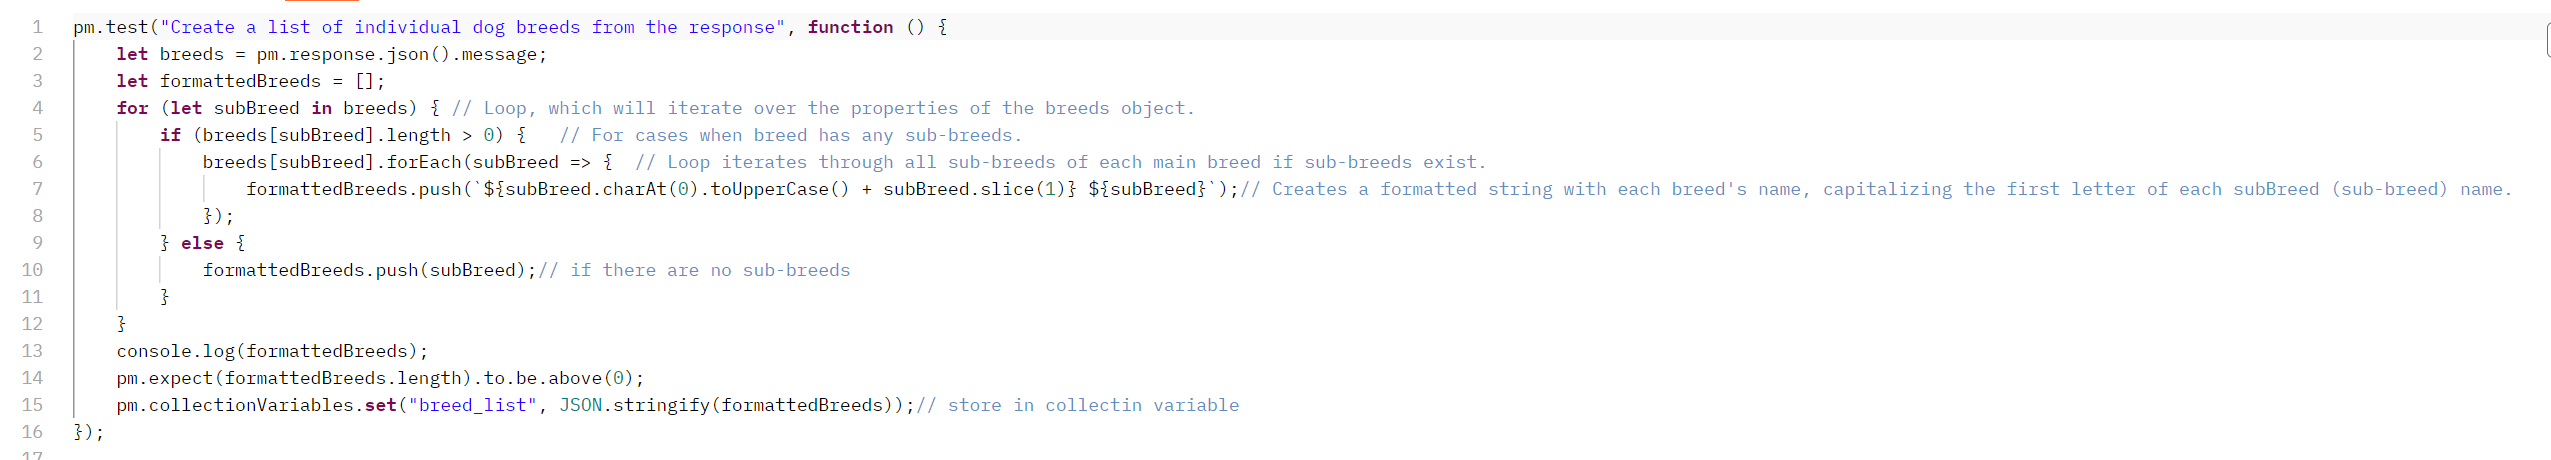 1 pm.test("Create a list of individual dog breeds from the response", function () {
2 let breeds = pm.response.json().message;
3 let formattedBreeds = [];
4 for (let subBreed in breeds) { // Loop, which will iterate over the properties of the breeds object.
5 if (breeds[subBreed].length > 0) { // For cases when breed has any sub-breeds.
6 breeds[subBreed].forEach(subBreed => { // Loop iterates through all sub-breeds of each main breed if sub-breeds exist.
7 formattedBreeds.push(`${subBreed.charAt(0).toUpperCase() + subBreed.slice(1)} ${subBreed}`);// Creates a formatted string with each breed's name, capitalizing the first letter of each subBreed (sub-breed) name.
8 });
9 } else {
10 formattedBreeds.push(subBreed);// if there are no sub-breeds
11 }
12 }
13 console.log(formattedBreeds);
14 pm.expect(formattedBreeds.length).to.be.above(0);
15 pm.collectionVariables.set("breed_list", JSON.stringify(formattedBreeds));// store in collectin variable
16 });
17